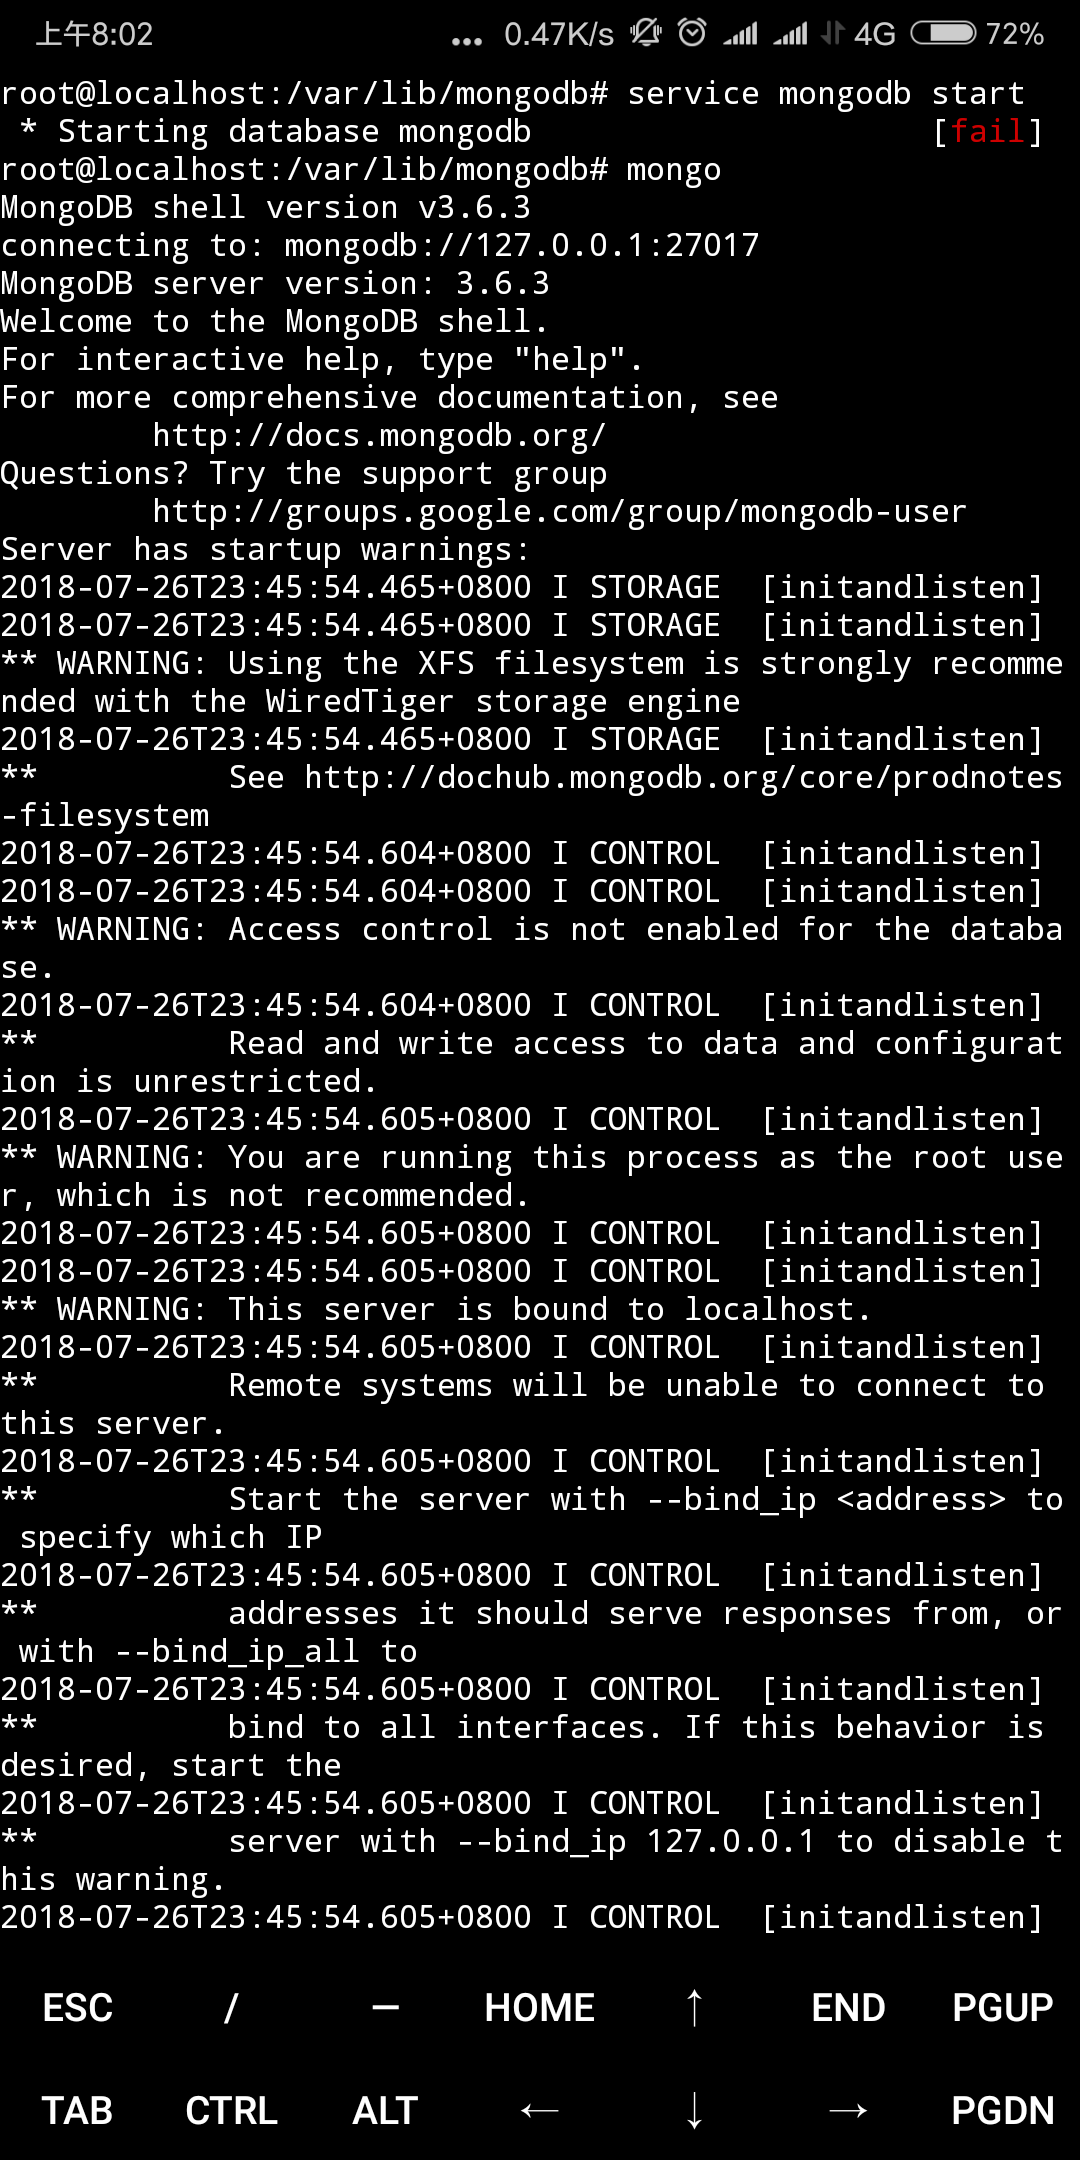 上午8:02 ... 0.47K/s 4G 72%
root@localhost:/var/lib/mongodb# service mongodb start
 * Starting database mongodb [fail]
root@localhost:/var/lib/mongodb# mongo
MongoDB shell version v3.6.3
connecting to: mongodb://127.0.0.1:27017
MongoDB server version: 3.6.3
Welcome to the MongoDB shell.
For interactive help, type "help".
For more comprehensive documentation, see
        http://docs.mongodb.org/
Questions? Try the support group
        http://groups.google.com/group/mongodb-user
Server has startup warnings:
2018-07-26T23:45:54.465+0800 I STORAGE  [initandlisten]
2018-07-26T23:45:54.465+0800 I STORAGE  [initandlisten]
** WARNING: Using the XFS filesystem is strongly recomme
nded with the WiredTiger storage engine
2018-07-26T23:45:54.465+0800 I STORAGE  [initandlisten]
**          See http://dochub.mongodb.org/core/prodnotes
-filesystem
2018-07-26T23:45:54.604+0800 I CONTROL  [initandlisten]
2018-07-26T23:45:54.604+0800 I CONTROL  [initandlisten]
** WARNING: Access control is not enabled for the databa
se.
2018-07-26T23:45:54.604+0800 I CONTROL  [initandlisten]
**          Read and write access to data and configurat
ion is unrestricted.
2018-07-26T23:45:54.605+0800 I CONTROL  [initandlisten]
** WARNING: You are running this process as the root use
r, which is not recommended.
2018-07-26T23:45:54.605+0800 I CONTROL  [initandlisten]
2018-07-26T23:45:54.605+0800 I CONTROL  [initandlisten]
** WARNING: This server is bound to localhost.
2018-07-26T23:45:54.605+0800 I CONTROL  [initandlisten]
**          Remote systems will be unable to connect to
this server.
2018-07-26T23:45:54.605+0800 I CONTROL  [initandlisten]
**          Start the server with --bind_ip <address> to
 specify which IP
2018-07-26T23:45:54.605+0800 I CONTROL  [initandlisten]
**          addresses it should serve responses from, or
 with --bind_ip_all to
2018-07-26T23:45:54.605+0800 I CONTROL  [initandlisten]
**          bind to all interfaces. If this behavior is
desired, start the
2018-07-26T23:45:54.605+0800 I CONTROL  [initandlisten]
**          server with --bind_ip 127.0.0.1 to disable t
his warning.
2018-07-26T23:45:54.605+0800 I CONTROL  [initandlisten]
ESC / — HOME ↑ END PGUP
TAB CTRL ALT ← ↓ → PGDN